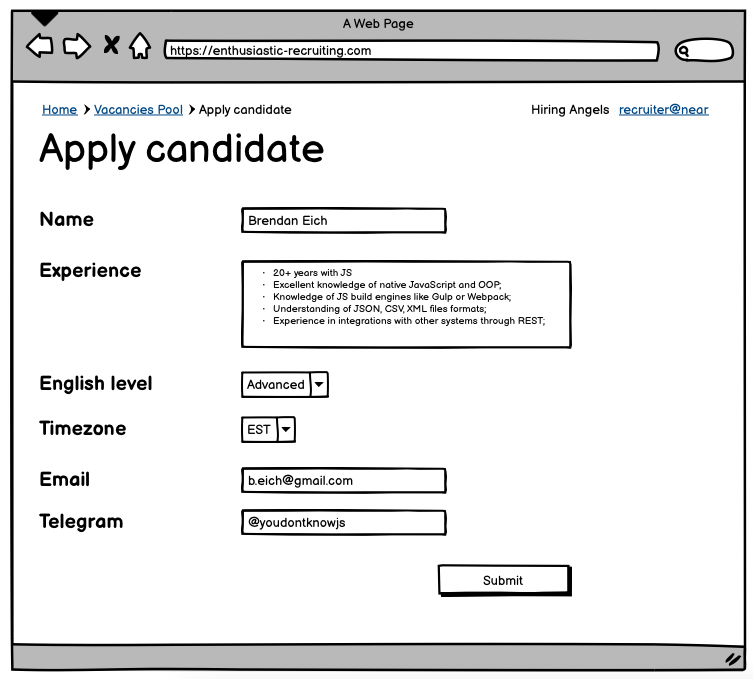 A Web Page
https://enthusiastic-recruiting.com
Home Vacancies Pool Apply candidate Hiring Angels recruiter@near
Apply candidate
Name Brendan Eich
Experience
· 20+ years with JS
· Excellent knowledge of native JavaScript and OOP;
· Knowledge of JS build engines like Gulp or Webpack;
· Understanding of JSON, CSV, XML files formats;
· Experience in integrations with other systems through REST;
English level Advanced
Timezone EST
Email b.eich@gmail.com
Telegram @youdontknowjs
Submit